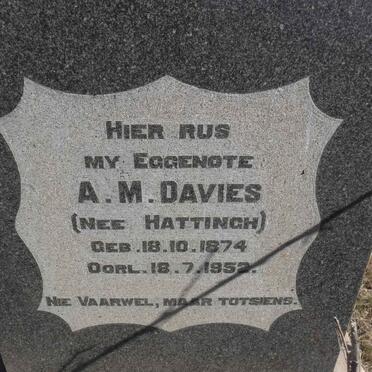 HIER RUS
MY EGGENOTE
A.M. DAVIES
(NEE HATTINGH)
GEB. 18.10.1874
OORL. 18.7.1952.
NIE VAARWEL, MAAR TOTSIENS.